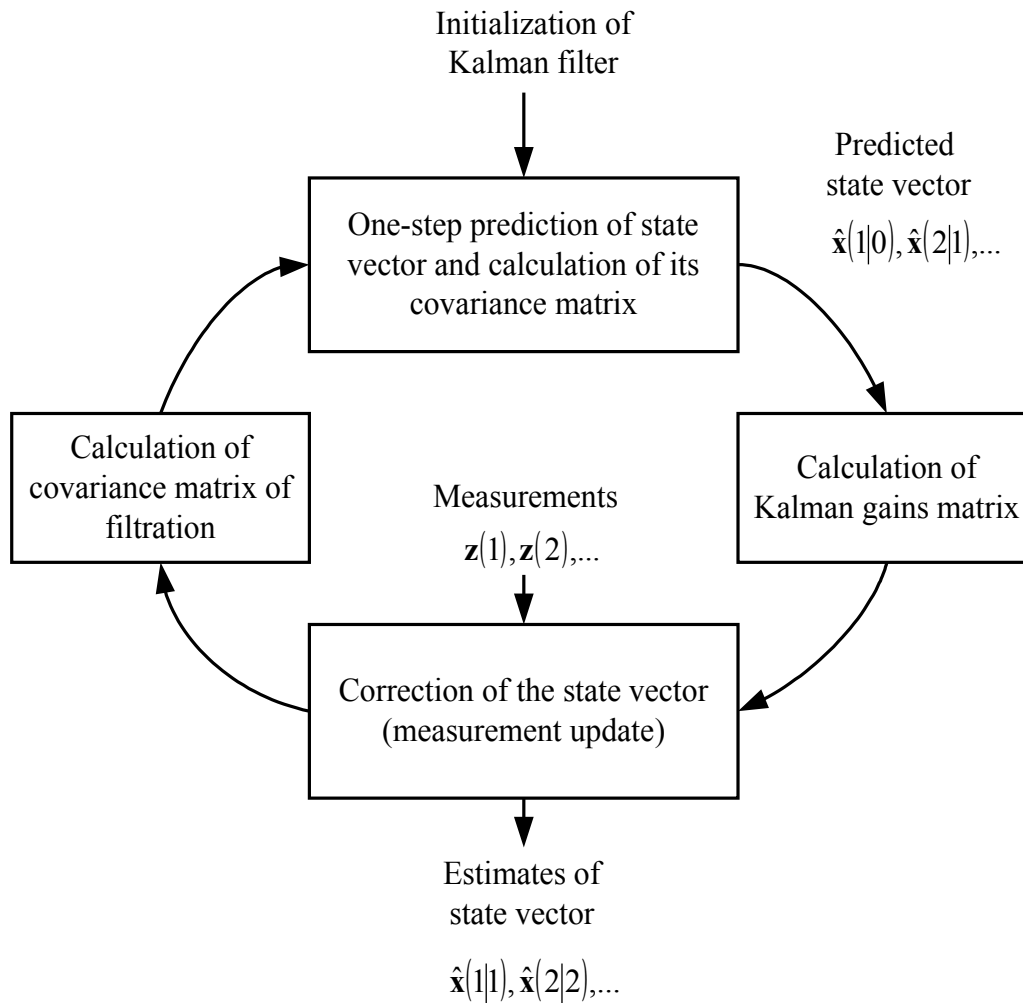 Initialization of
Kalman filter
Predicted
state vector
x̂(1|0), x̂(2|1),...
One-step prediction of state
vector and calculation of its
covariance matrix
Calculation of
covariance matrix of
filtration
Measurements
z(1), z(2),...
Calculation of
Kalman gains matrix
Correction of the state vector
(measurement update)
Estimates of
state vector
x̂(1|1), x̂(2|2),...